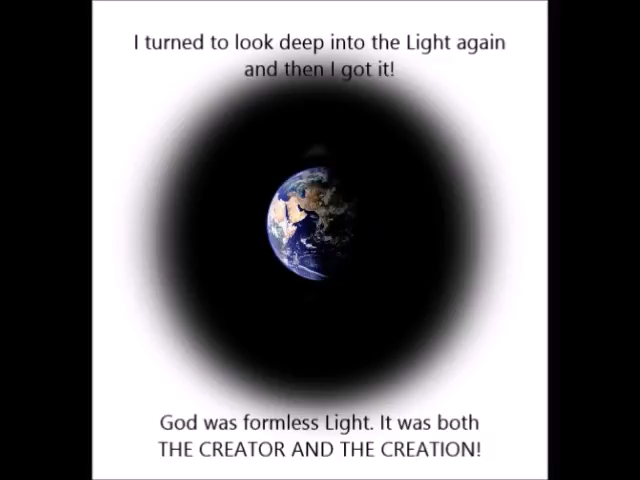 I turned to look deep into the Light again
and then I got it!
God was formless Light. It was both
THE CREATOR AND THE CREATION!